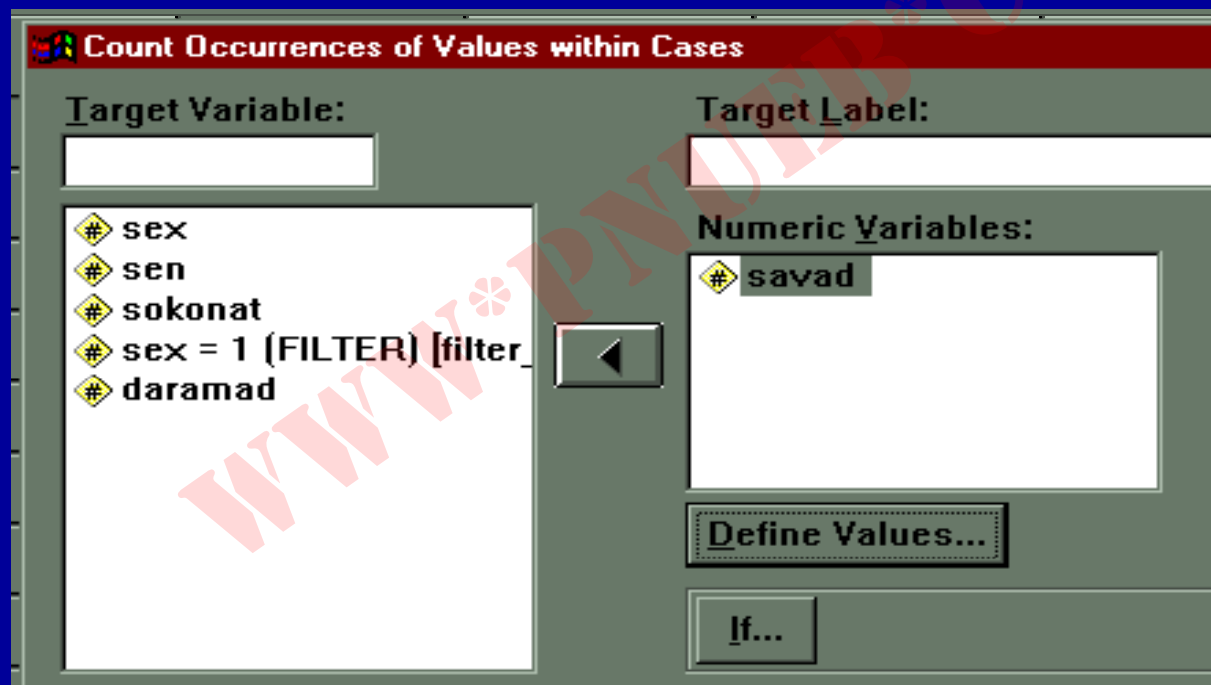 Count Occurrences of Values within Cases
Target Variable:
Target Label:
sex
sen
sokonat
sex = 1 (FILTER) [filter_
daramad
Numeric Variables:
savad
Define Values...
If...
WWW*PNUEB*C